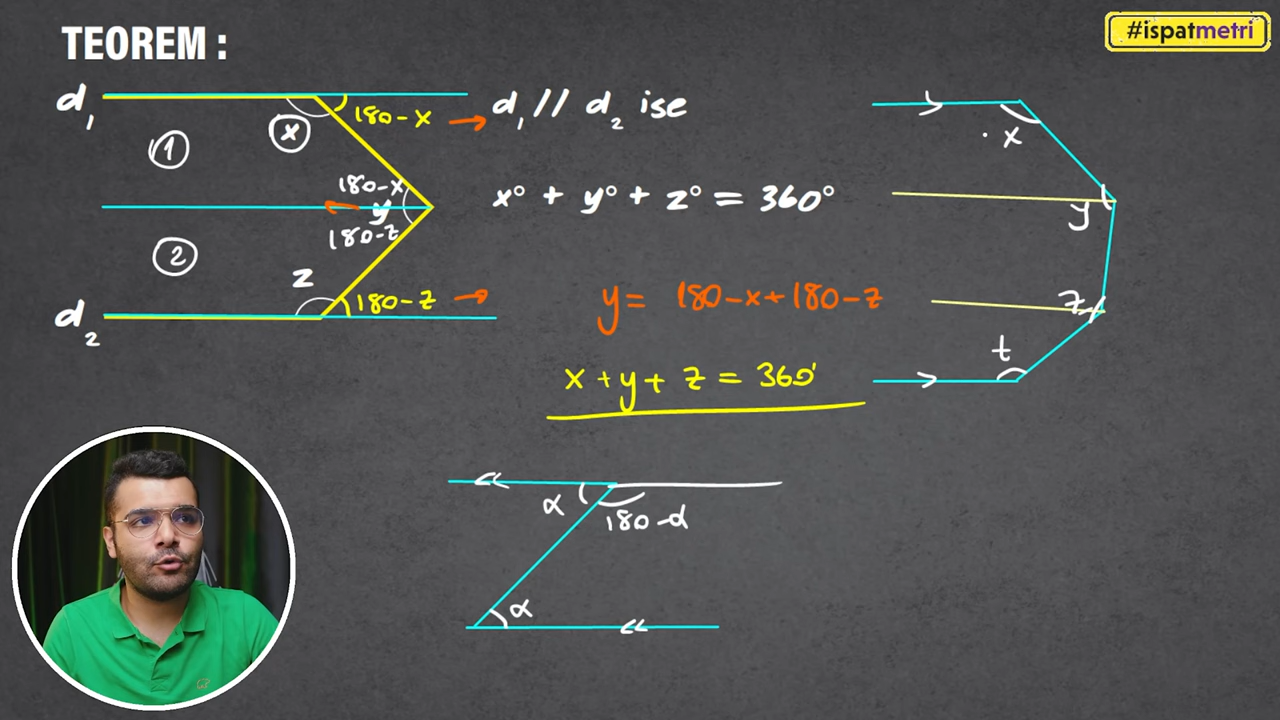 TEOREM :
#ispatmetri
d₁
180-x
d₁ // d₂ ise
x
1
180-x
y
180-z
x° + y° + z° = 360°
2
z
180-z
d₂
y = 180-x+180-z
x + y + z = 360°
x
y
z
t
α
180-α
α